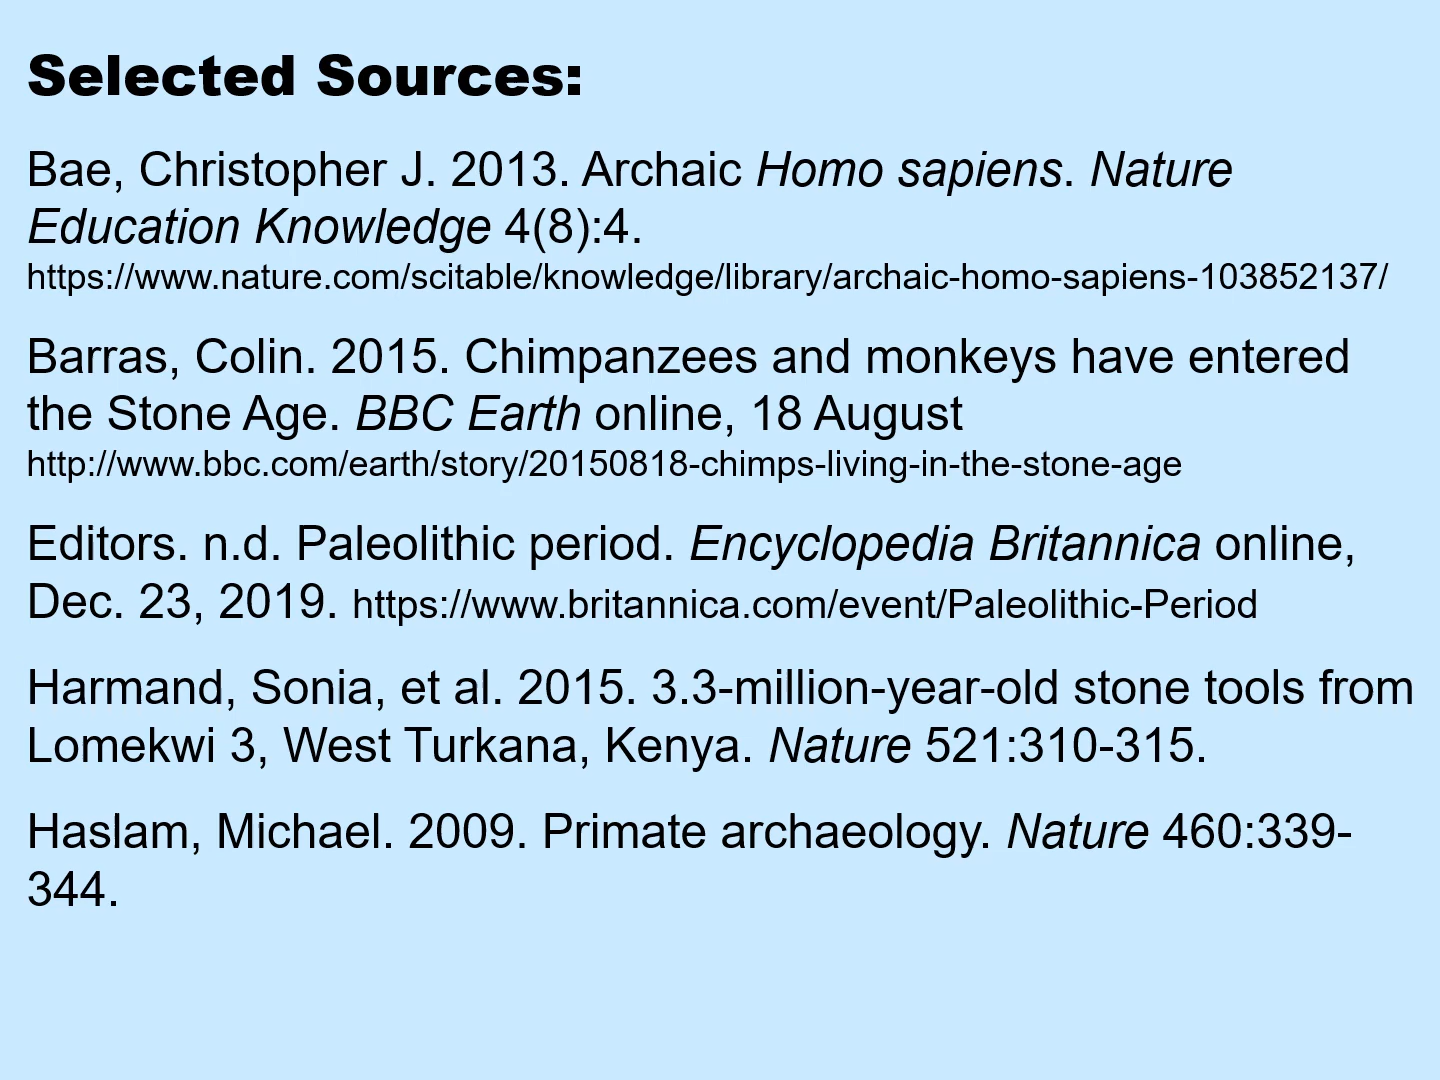 Selected Sources:
Bae, Christopher J. 2013. Archaic Homo sapiens. Nature
Education Knowledge 4(8):4.
https://www.nature.com/scitable/knowledge/library/archaic-homo-sapiens-103852137/
Barras, Colin. 2015. Chimpanzees and monkeys have entered
the Stone Age. BBC Earth online, 18 August
http://www.bbc.com/earth/story/20150818-chimps-living-in-the-stone-age
Editors. n.d. Paleolithic period. Encyclopedia Britannica online,
Dec. 23, 2019. https://www.britannica.com/event/Paleolithic-Period
Harmand, Sonia, et al. 2015. 3.3-million-year-old stone tools from
Lomekwi 3, West Turkana, Kenya. Nature 521:310-315.
Haslam, Michael. 2009. Primate archaeology. Nature 460:339-
344.